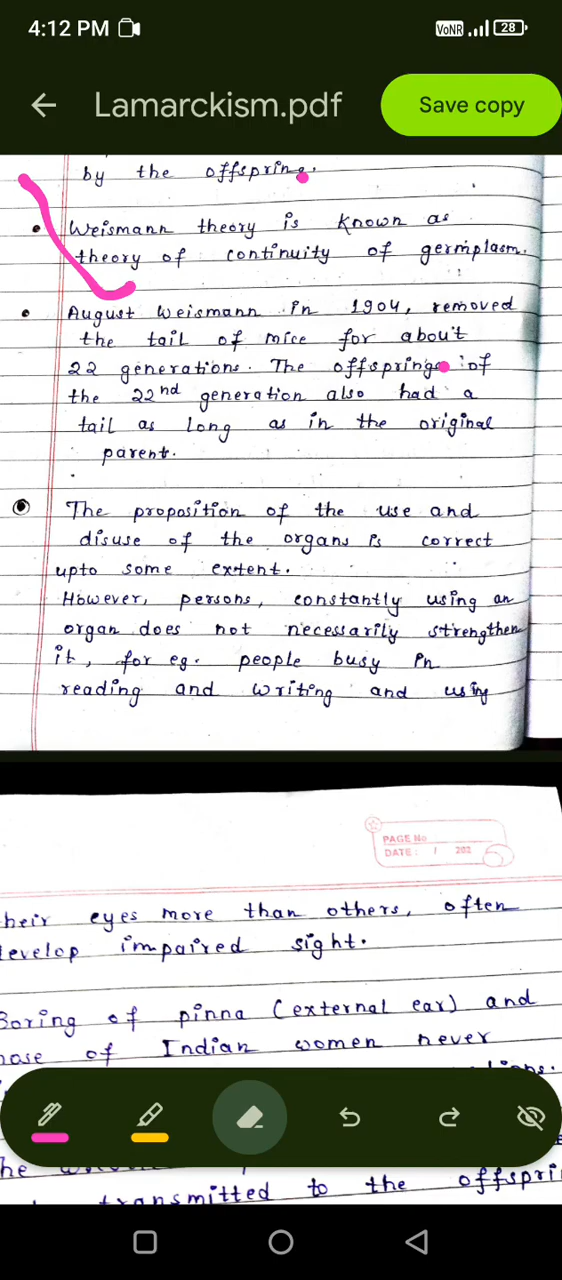 4:12 PM
VoNR
28
Lamarckism.pdf
Save copy
by the offspring.
Weismann theory is known as
theory of continuity of germplasm.
August Weismann in 1904, removed
the tail of mice for about
22 generations. The offsprings of
the 22nd generation also had a
tail as long as in the original
parent.
The proposition of the use and
disuse of the organs is correct
upto some extent.
However, persons, constantly using an
organ does not necessarily strengthen
it, for eg. people busy in
reading and writing and using
PAGE No
DATE: / 202
their eyes more than others, often
develop impaired sight.
Boring of pinna (external ear) and
nose of Indian women never
transmitted to the offspri